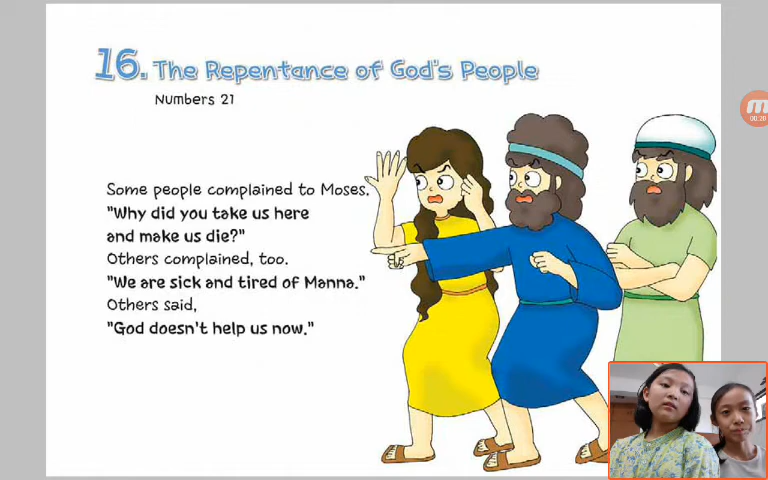 16. The Repentance of God's People
Numbers 21
Some people complained to Moses.
"Why did you take us here
and make us die?"
Others complained, too.
"We are sick and tired of Manna."
Others said,
"God doesn't help us now."
M
00:20